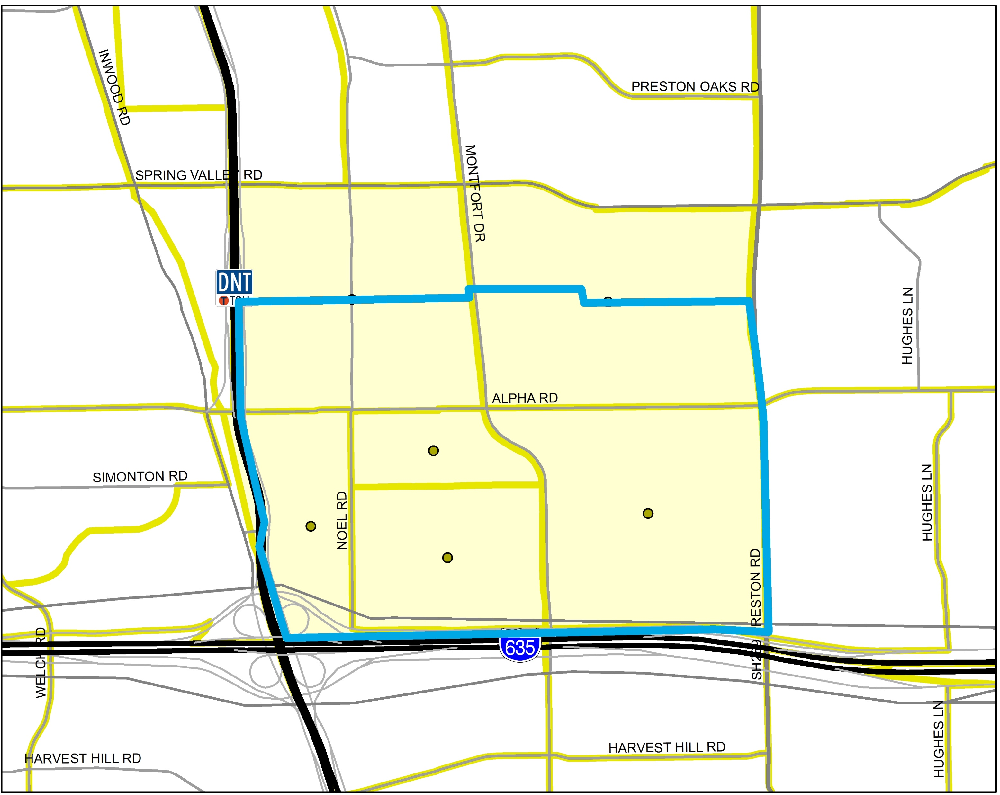 INWOOD RD
PRESTON OAKS RD
SPRING VALLEY RD
MONTFORT DR
DNT
T
HUGHES LN
ALPHA RD
SIMONTON RD
NOEL RD
HUGHES LN
RESTON RD
WELCH RD
635
HARVEST HILL RD
HARVEST HILL RD
HUGHES LN